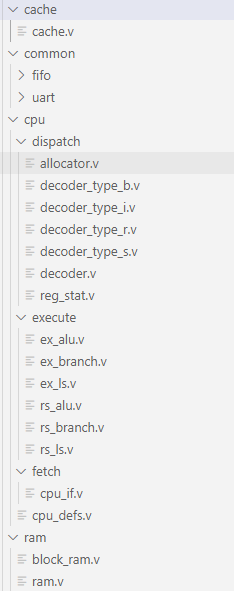 cache
cache.v
common
fifo
uart
cpu
dispatch
allocator.v
decoder_type_b.v
decoder_type_i.v
decoder_type_r.v
decoder_type_s.v
decoder.v
reg_stat.v
execute
ex_alu.v
ex_branch.v
ex_ls.v
rs_alu.v
rs_branch.v
rs_ls.v
fetch
cpu_if.v
cpu_defs.v
ram
block_ram.v
ram.v